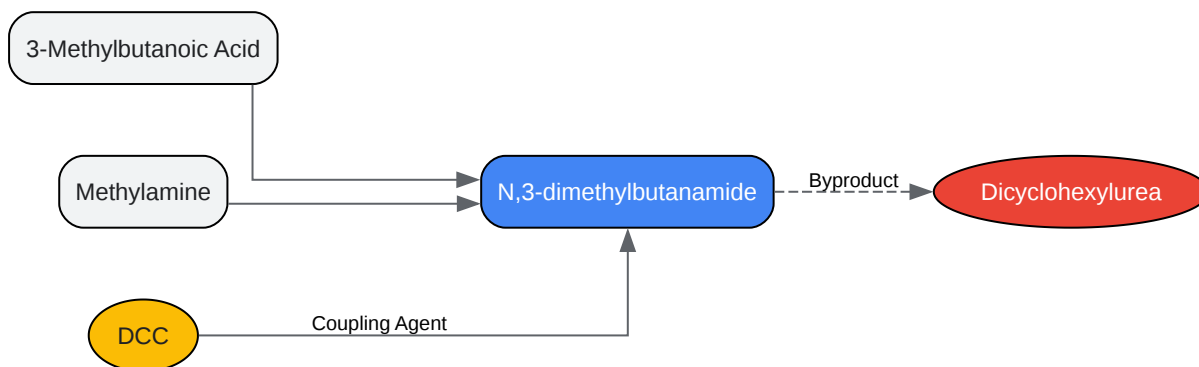 3-Methylbutanoic Acid
Methylamine
N,3-dimethylbutanamide
Byproduct
Dicyclohexylurea
DCC
Coupling Agent